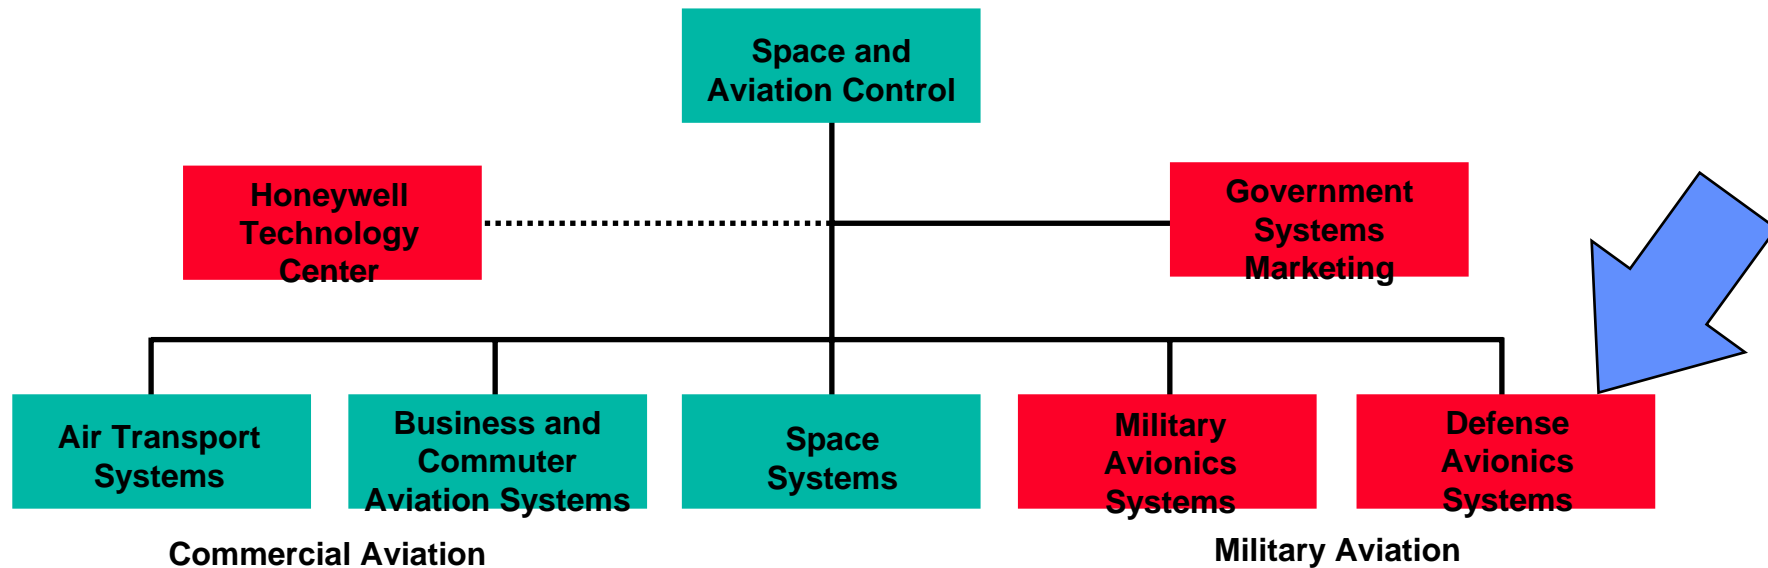 Space and
Aviation Control
Honeywell
Technology
Center
Government
Systems
Marketing
Air Transport
Systems
Business and
Commuter
Aviation Systems
Space
Systems
Military
Avionics
Systems
Defense
Avionics
Systems
Commercial Aviation
Military Aviation